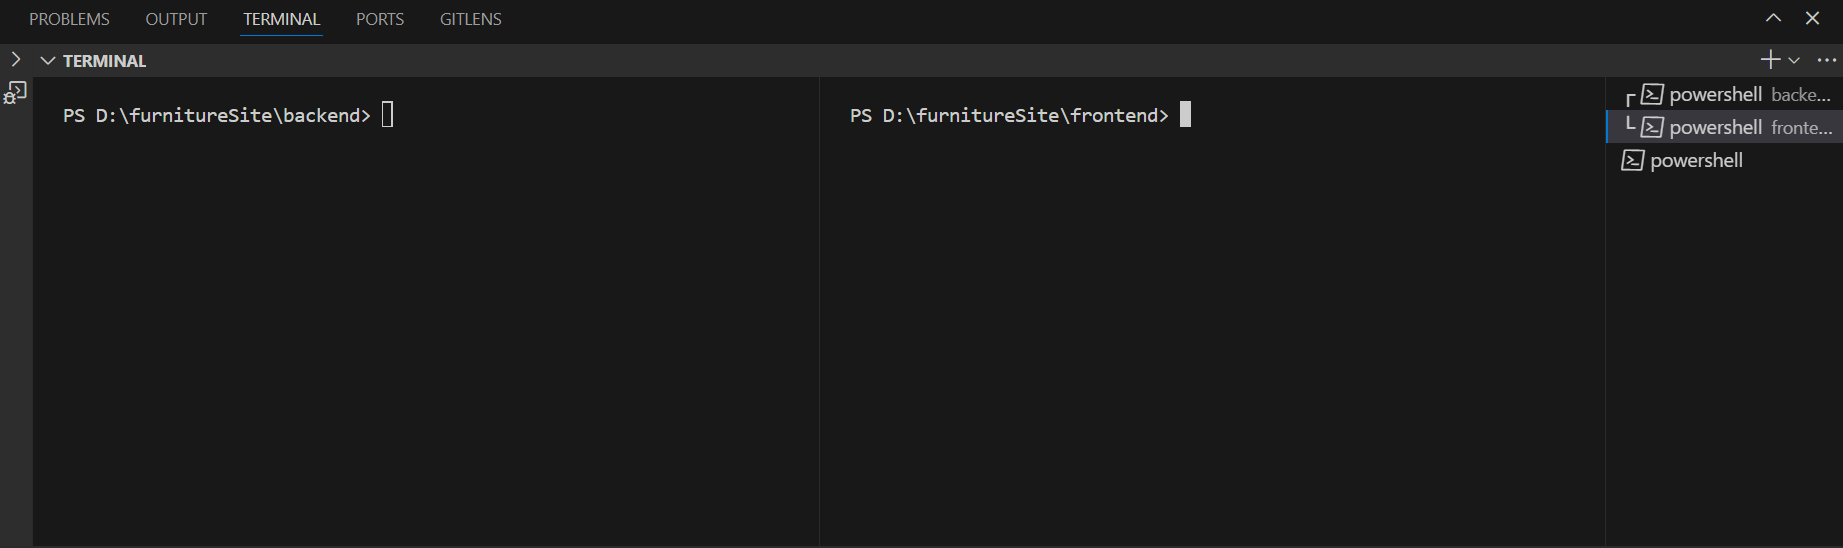 PROBLEMS OUTPUT TERMINAL PORTS GITLENS
TERMINAL
PS D:\furnitureSite\backend>
PS D:\furnitureSite\frontend>
powershell backe...
powershell fronte...
powershell